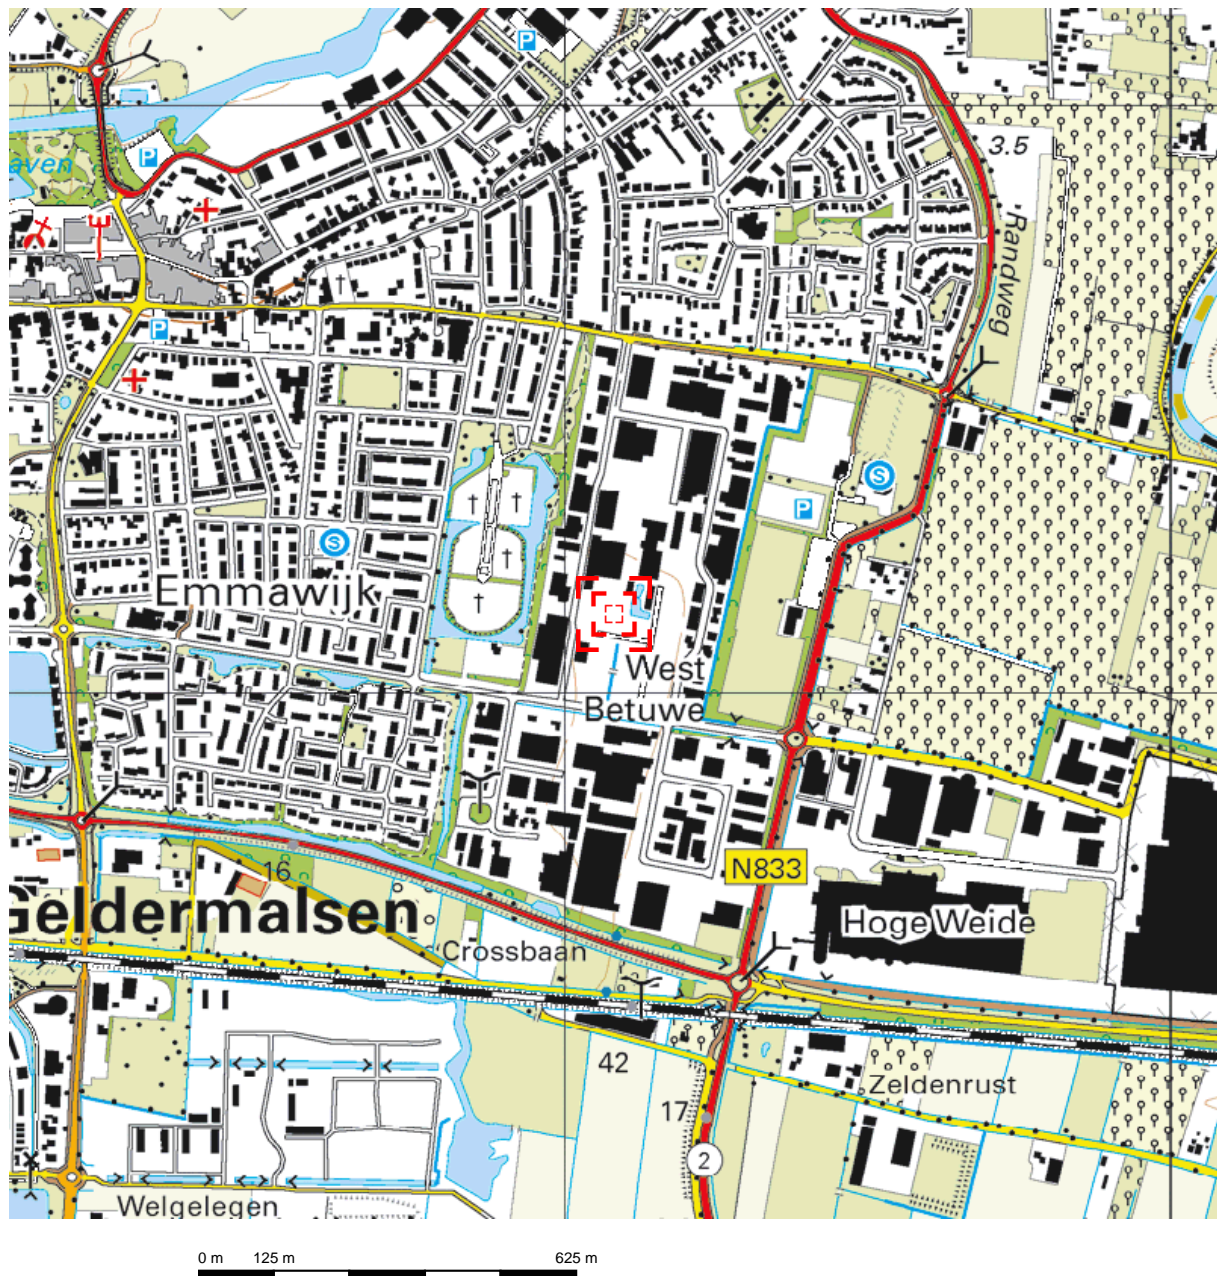 P
P
3.5
aven
Randweg
P
S
P
S
Emmawijk
West
Betuwe
N833
16
Geldermalsen
Hoge Weide
Crossbaan
42
Zeldenrust
17
2
Welgelegen
0 m 125 m 625 m